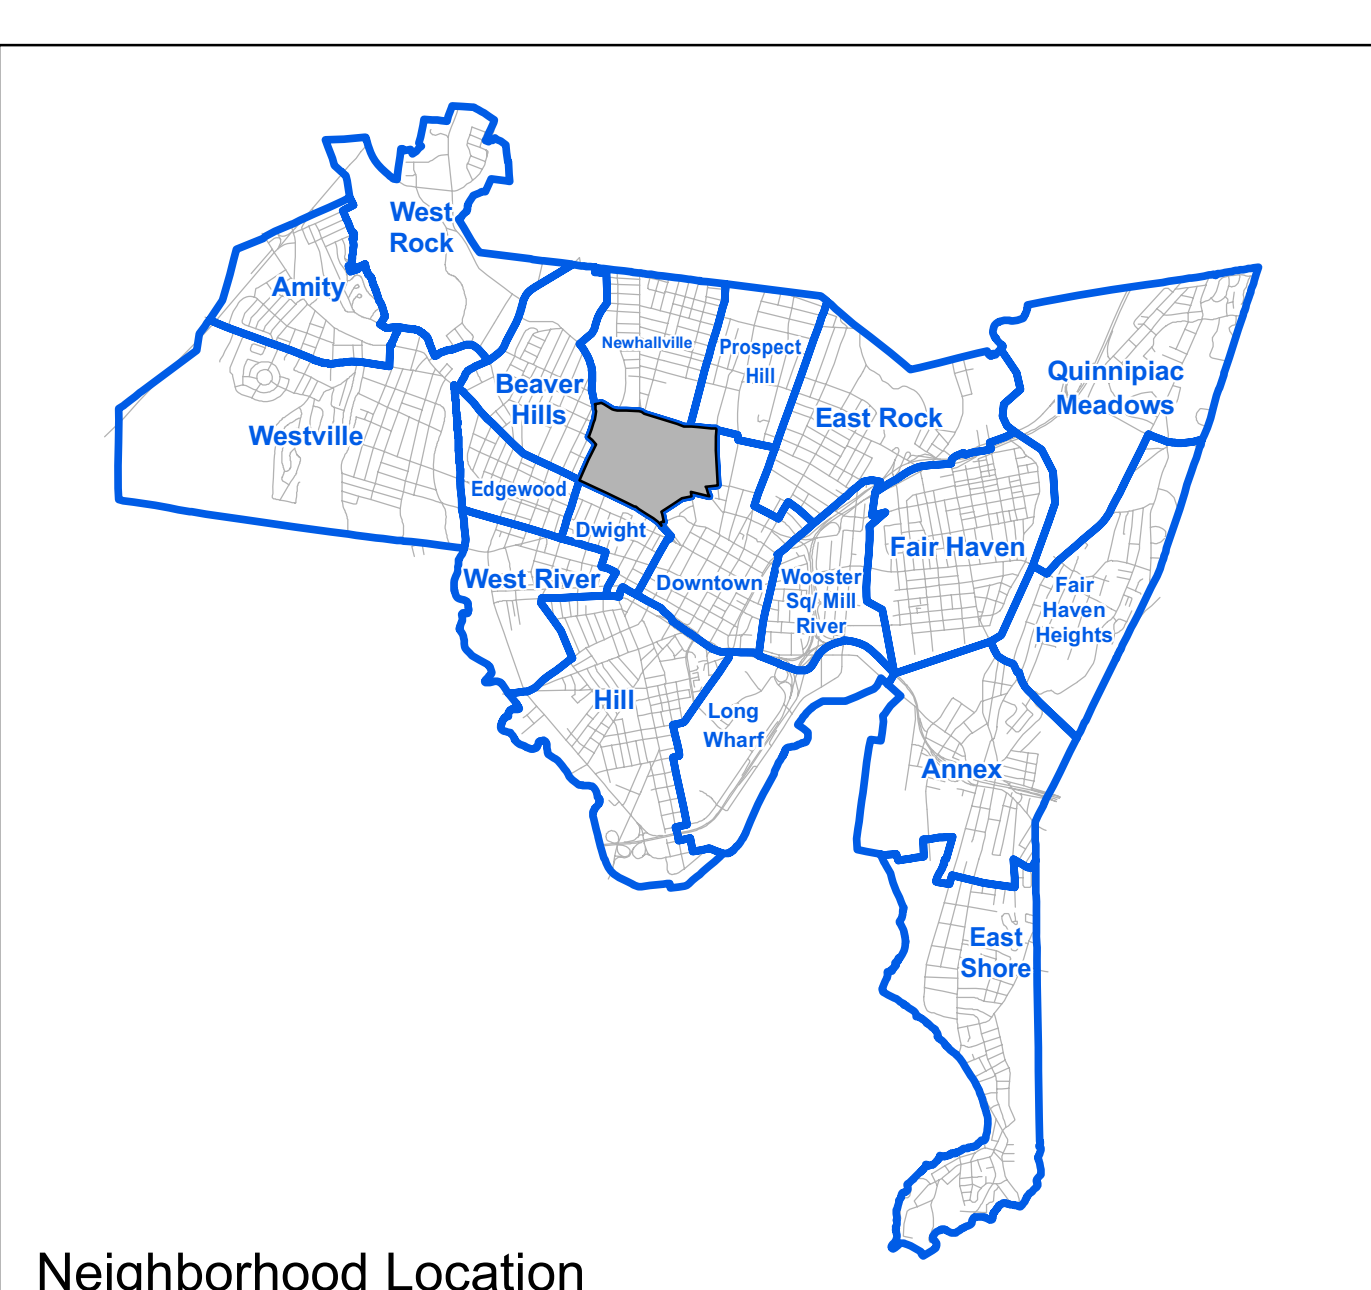 West
Rock
Amity
Newhallville
Prospect
Hill
Quinnipiac
Meadows
Beaver
Hills
East Rock
Westville
Edgewood
Dwight
Fair Haven
West River
Downtown
Wooster
Sq/ Mill
River
Fair
Haven
Heights
Hill
Long
Wharf
Annex
East
Shore
Neighborhood Location